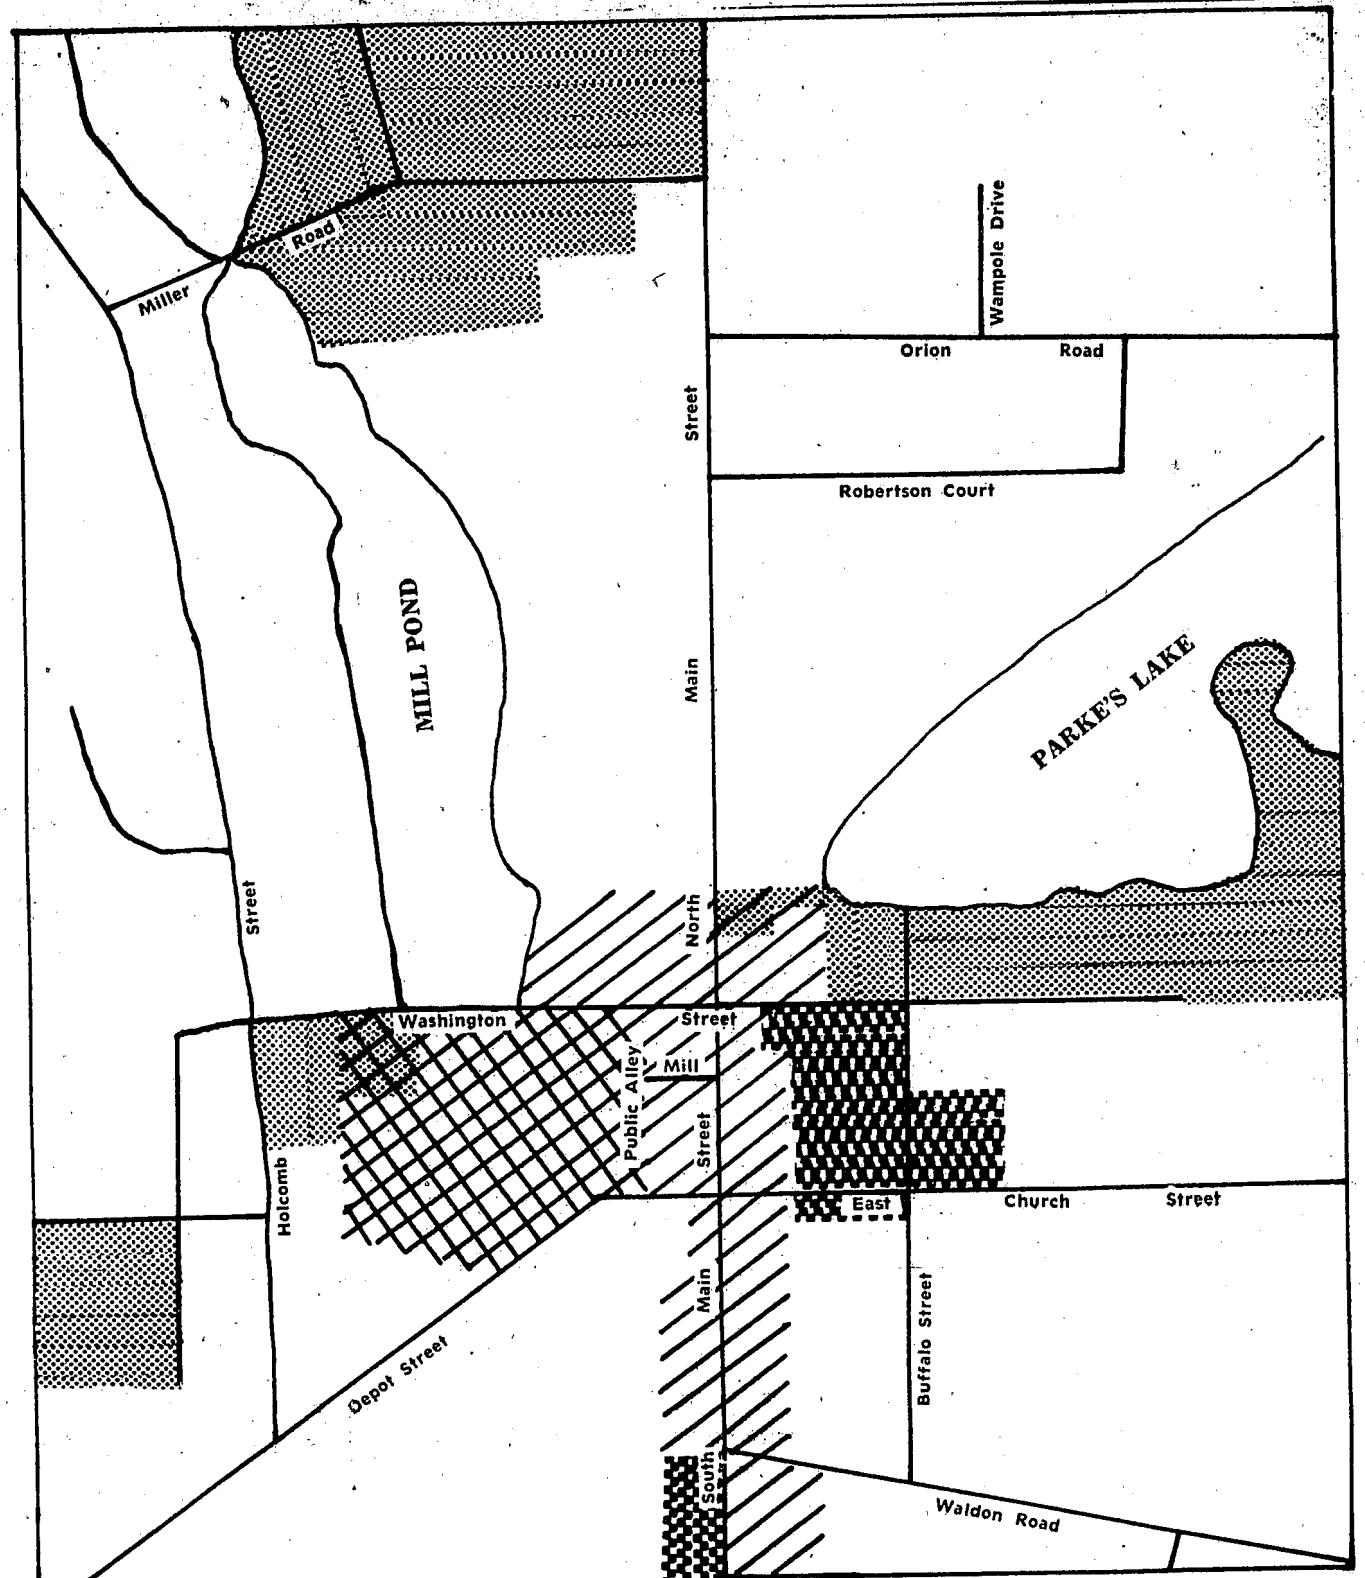 Wampole Drive
Road
Miller
Orion Road
Street
Robertson Court
MILL POND
Main
PARKE'S LAKE
Street
North
Washington Street
Public Alley
Mill
Street
Holcomb
East Church Street
Main
Buffalo Street
Depot Street
South
Waldon Road